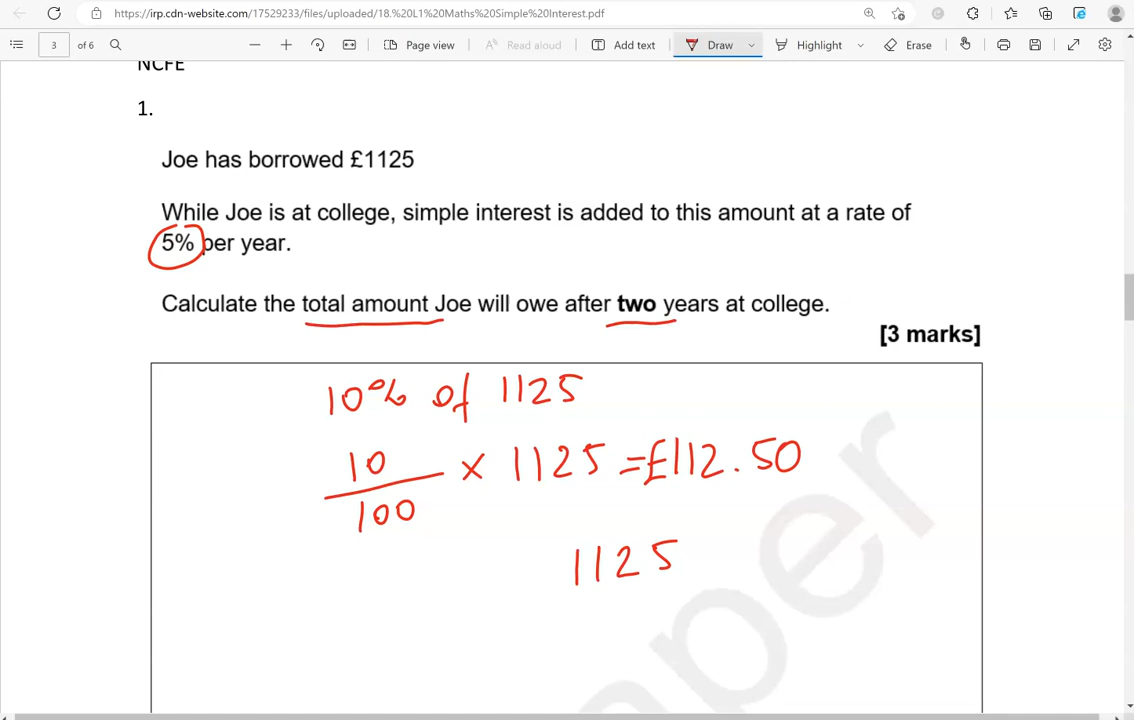 https://irp.cdn-website.com/17529233/files/uploaded/18.%20L1%20Maths%20Simple%20Interest.pdf
3 of 6 Page view Read aloud Add text Draw Highlight Erase
NCFE
1.
Joe has borrowed £1125
While Joe is at college, simple interest is added to this amount at a rate of
5% per year.
Calculate the total amount Joe will owe after two years at college.
[3 marks]
10% of 1125
10/100 × 1125 = £112.50
1125